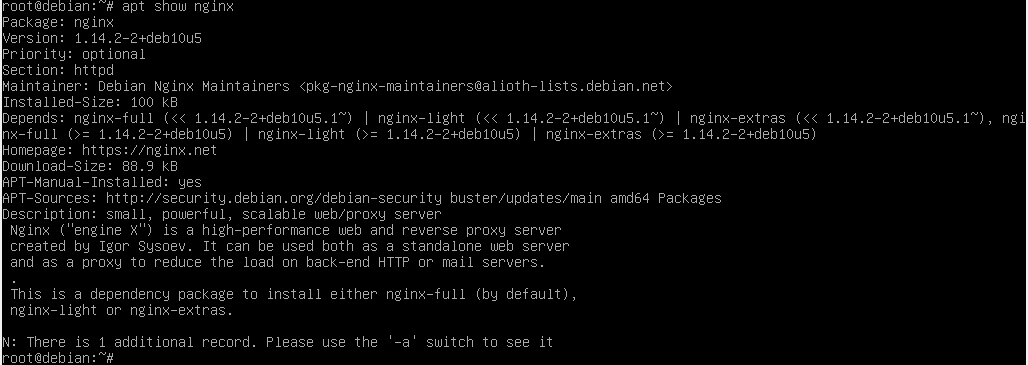 root@debian:~# apt show nginx
Package: nginx
Version: 1.14.2-2+deb10u5
Priority: optional
Section: httpd
Maintainer: Debian Nginx Maintainers <pkg-nginx-maintainers@alioth-lists.debian.net>
Installed-Size: 100 kB
Depends: nginx-full (<< 1.14.2-2+deb10u5.1~) | nginx-light (<< 1.14.2-2+deb10u5.1~) | nginx-extras (<< 1.14.2-2+deb10u5.1~), ngi
nx-full (>= 1.14.2-2+deb10u5) | nginx-light (>= 1.14.2-2+deb10u5) | nginx-extras (>= 1.14.2-2+deb10u5)
Homepage: https://nginx.net
Download-Size: 88.9 kB
APT-Manual-Installed: yes
APT-Sources: http://security.debian.org/debian-security buster/updates/main amd64 Packages
Description: small, powerful, scalable web/proxy server
 Nginx ("engine X") is a high-performance web and reverse proxy server
 created by Igor Sysoev. It can be used both as a standalone web server
 and as a proxy to reduce the load on back-end HTTP or mail servers.
 .
 This is a dependency package to install either nginx-full (by default),
 nginx-light or nginx-extras.

N: There is 1 additional record. Please use the '-a' switch to see it
root@debian:~#